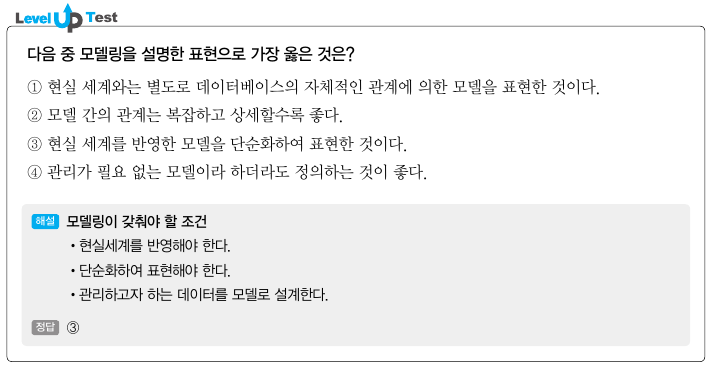 Level Up Test
다음 중 모델링을 설명한 표현으로 가장 옳은 것은?
① 현실 세계와는 별도로 데이터베이스의 자체적인 관계에 의한 모델을 표현한 것이다.
② 모델 간의 관계는 복잡하고 상세할수록 좋다.
③ 현실 세계를 반영한 모델을 단순화하여 표현한 것이다.
④ 관리가 필요 없는 모델이라 하더라도 정의하는 것이 좋다.
해설 모델링이 갖춰야 할 조건
• 현실세계를 반영해야 한다.
• 단순화하여 표현해야 한다.
• 관리하고자 하는 데이터를 모델로 설계한다.
정답 ③